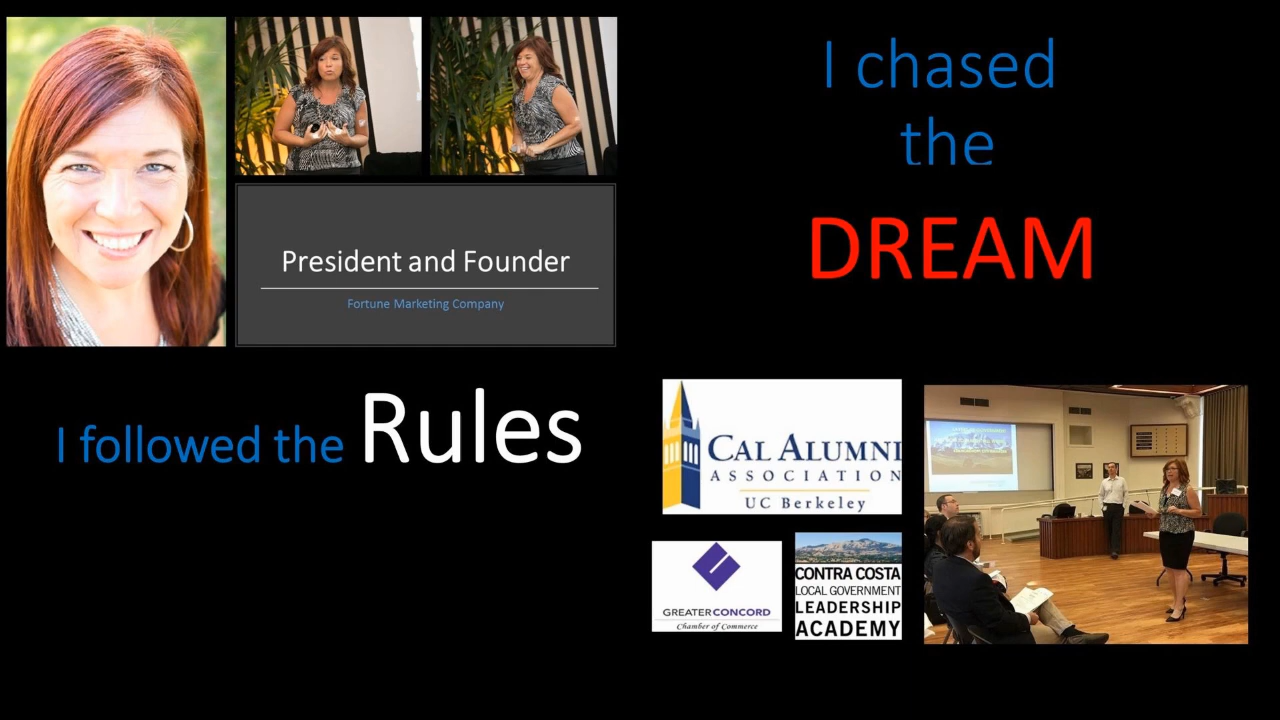 I chased
the
DREAM
President and Founder
Fortune Marketing Company
I followed the Rules
CAL ALUMNI
ASSOCIATION
UC Berkeley
GREATER CONCORD
Chamber of Commerce
CONTRA COSTA
LOCAL GOVERNMENT
LEADERSHIP
ACADEMY